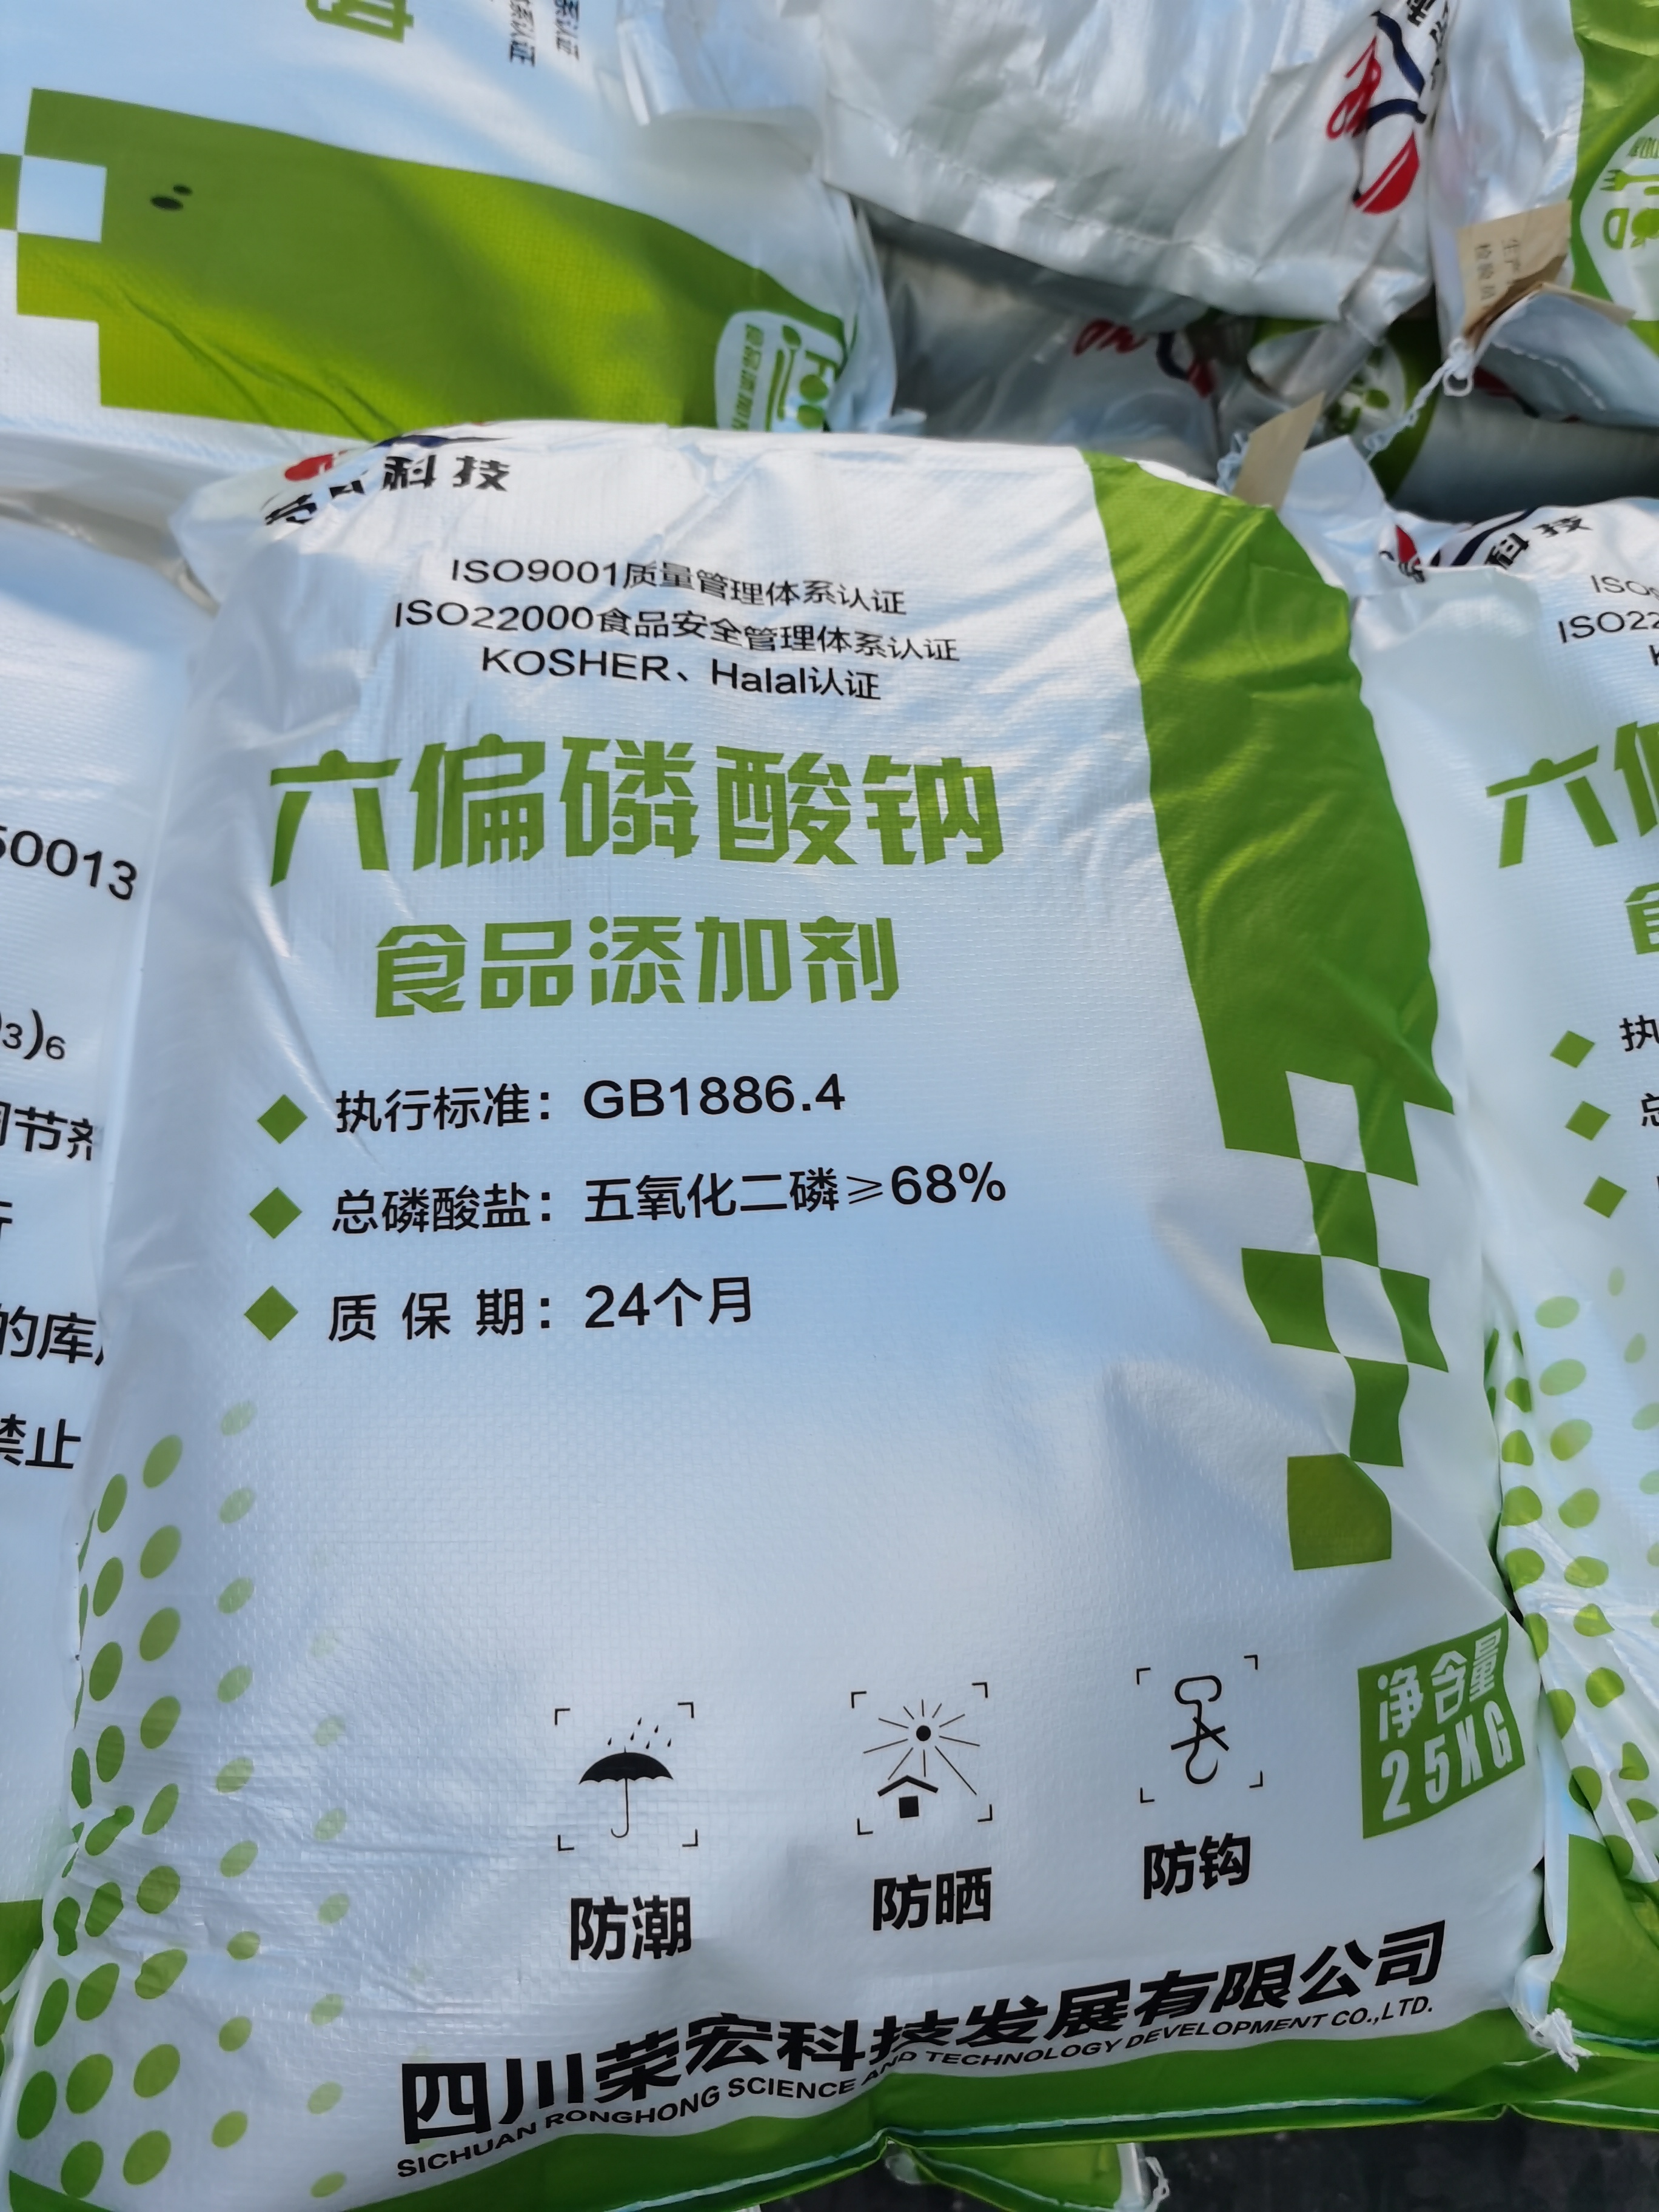 系认证
科技
ISO9001质量管理体系认证
ISO22000食品安全管理体系认证
KOSHER、Halal认证
六偏磷酸钠
食品添加剂
执行标准：GB1886.4
总磷酸盐：五氧化二磷≥68%
质保期：24个月
防潮
防晒
防钩
净含量
25KG
四川荣宏科技发展有限公司
SICHUAN RONGHONG SCIENCE AND TECHNOLOGY DEVELOPMENT CO.,LTD.
50013
3)6
节剂
的库
禁止
科技
ISO
ISO22
六偏
食
执
总